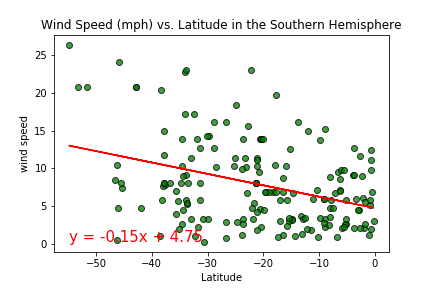 Wind Speed (mph) vs. Latitude in the Southern Hemisphere
25
20
15
10
5
0
wind speed
y = -0.15x + 4.75
−50 −40 −30 −20 −10 0
Latitude